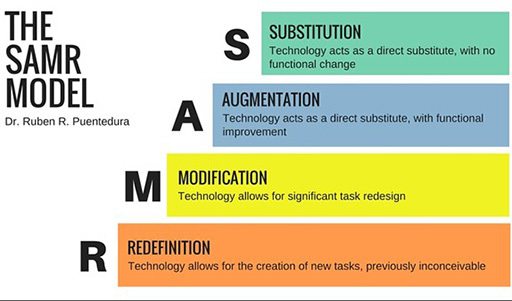 THE
SAMR
MODEL
Dr. Ruben R. Puentedura
S
SUBSTITUTION
Technology acts as a direct substitute, with no
functional change
A
AUGMENTATION
Technology acts as a direct substitute, with functional
improvement
M
MODIFICATION
Technology allows for significant task redesign
R
REDEFINITION
Technology allows for the creation of new tasks, previously inconceivable